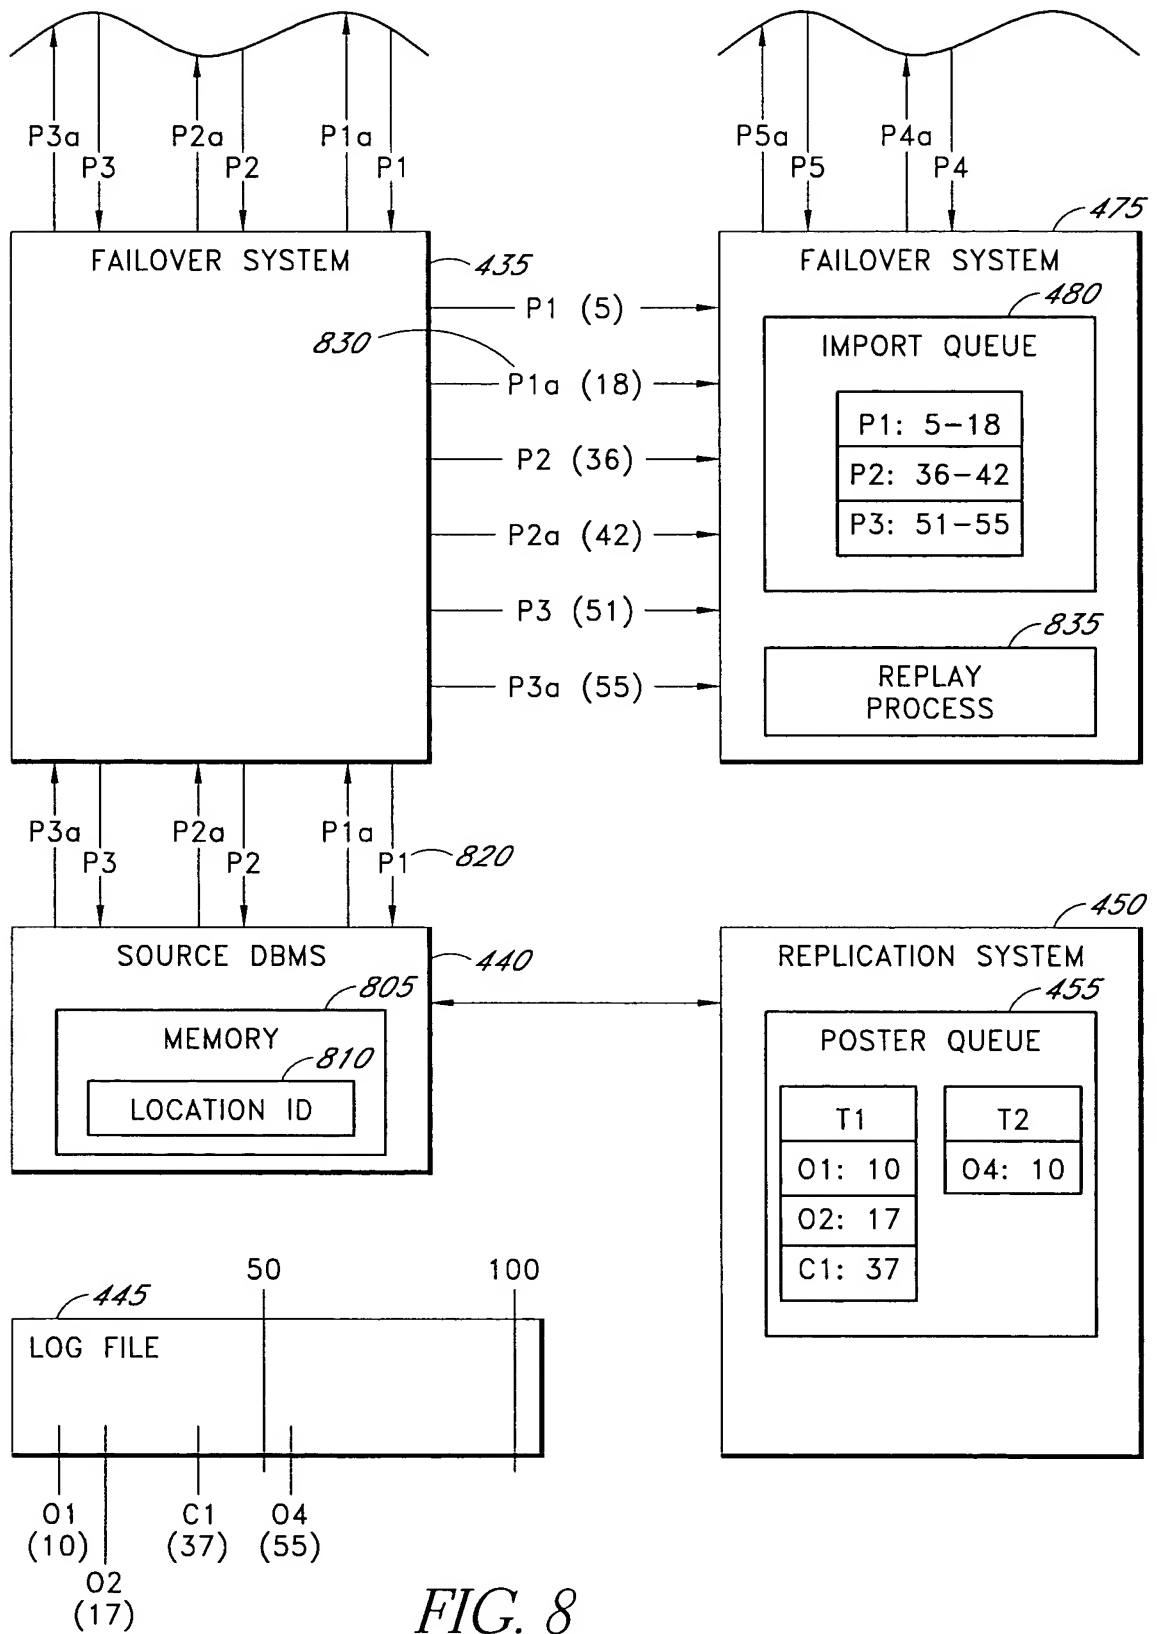 P3a P2a P1a P5a P4a
P3 P2 P1 P5 P4
475
FAILOVER SYSTEM
435
FAILOVER SYSTEM
480
P1 (5)
830
IMPORT QUEUE
P1a (18)
P1: 5-18
P2 (36)
P2: 36-42
P2a (42)
P3: 51-55
P3 (51)
835
P3a (55)
REPLAY
PROCESS
P3a P2a P1a
P3 P2 P1 820
450
SOURCE DBMS
440
REPLICATION SYSTEM
805
455
MEMORY
POSTER QUEUE
810
LOCATION ID
T1 T2
O1: 10 O4: 10
O2: 17
C1: 37
50 100
445
LOG FILE
O1 C1 O4
(10) (37) (55)
O2
(17)
FIG. 8